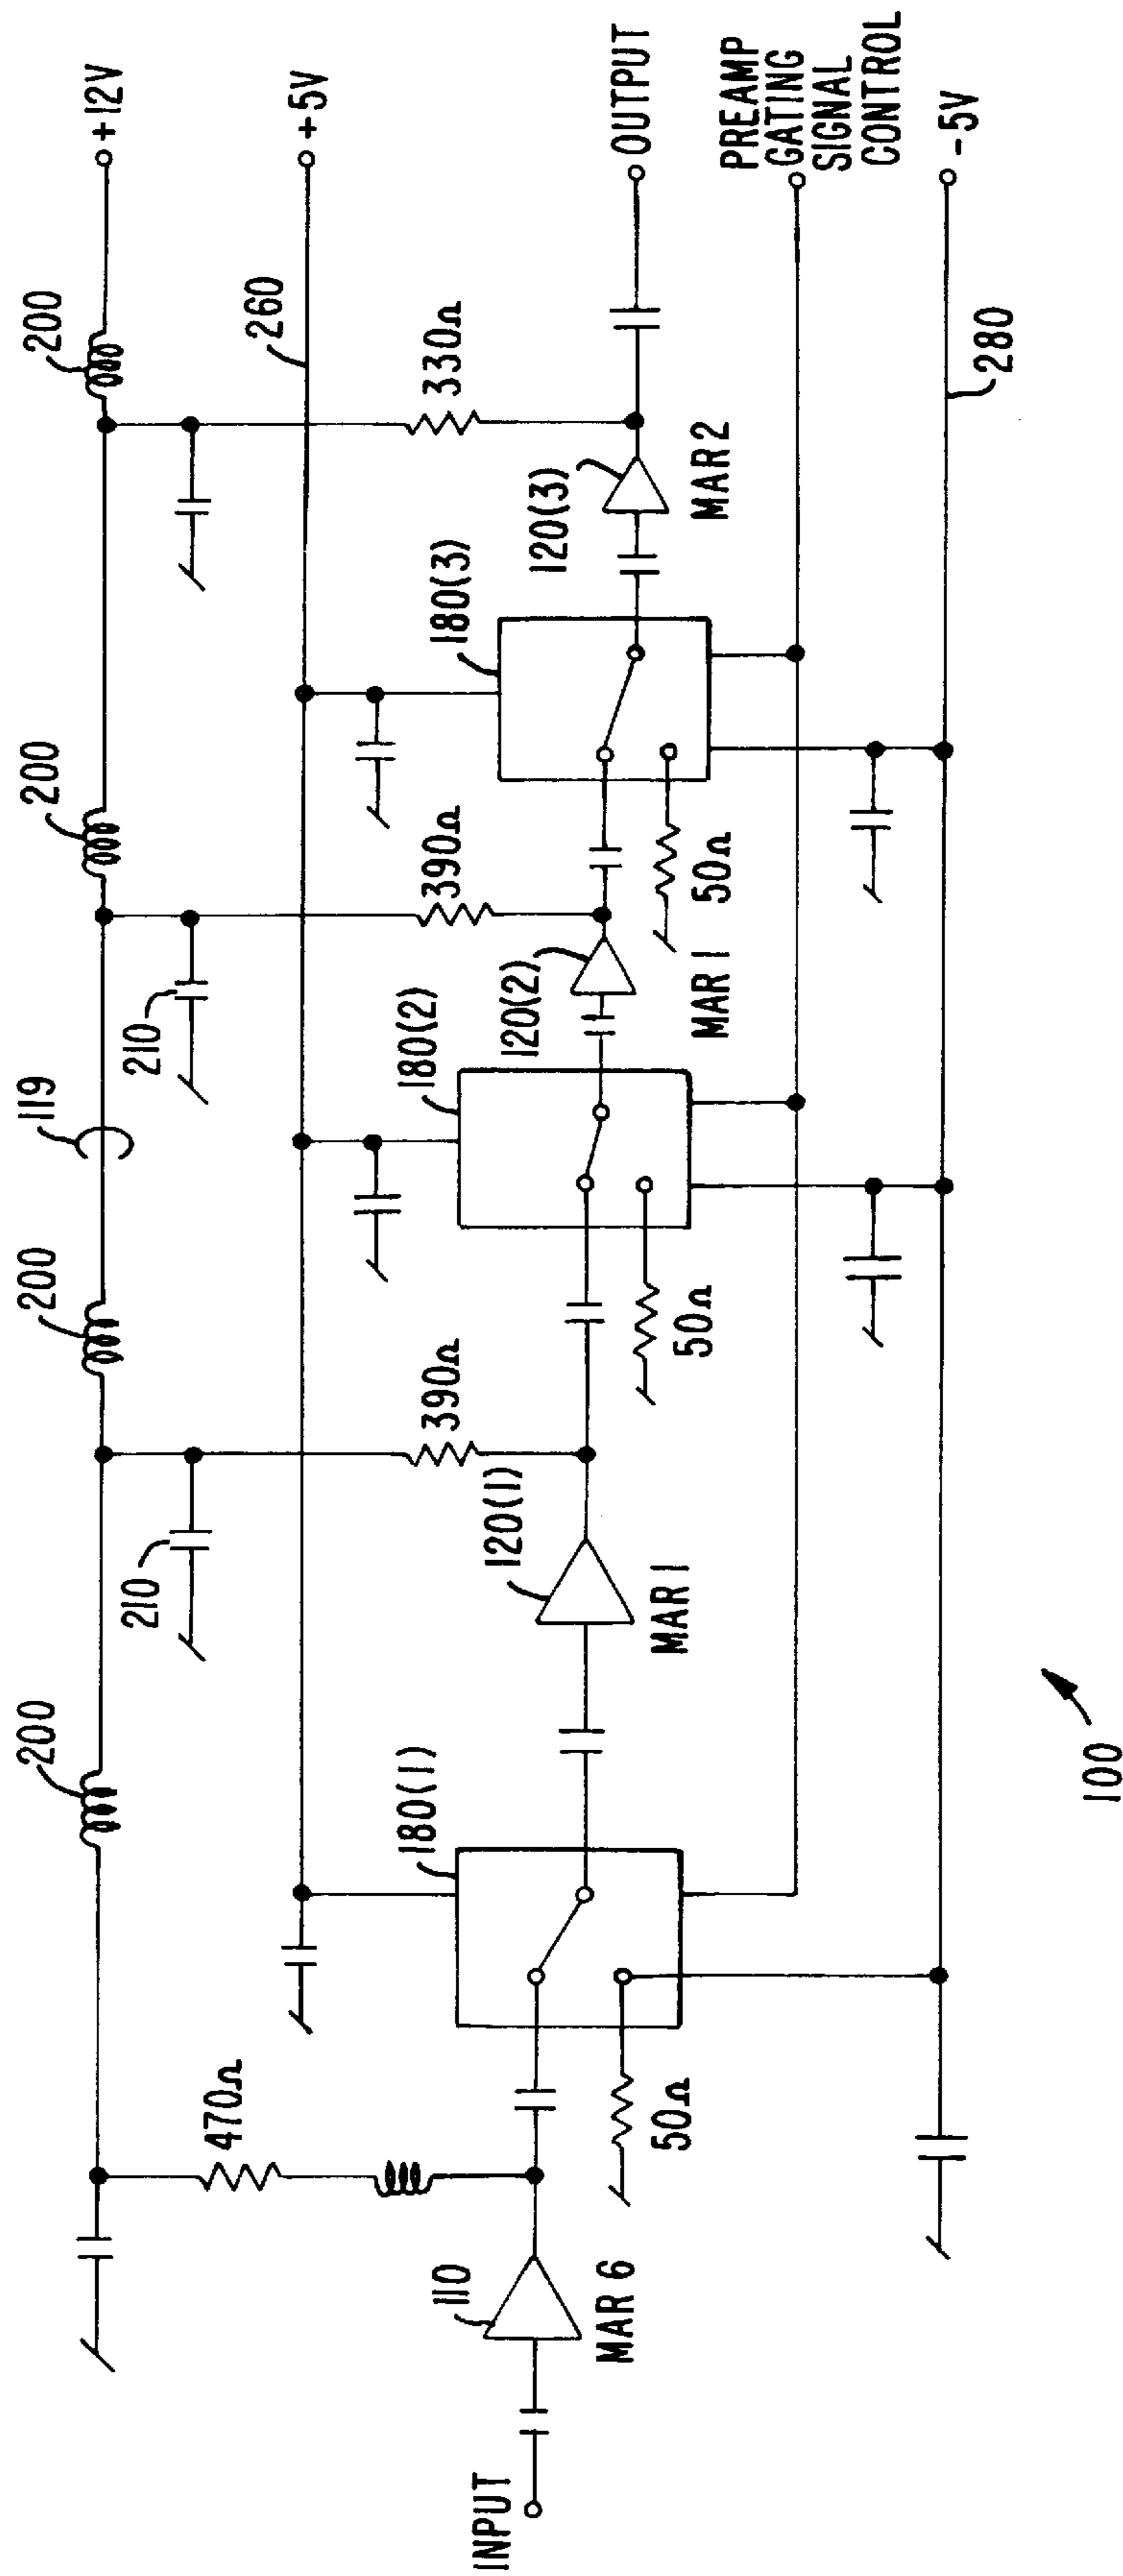 200
200
119
200
200
+12V
210
210
+5V
260
470Ω
390Ω
390Ω
330Ω
180(1)
120(1)
180(2)
120(2)
180(3)
120(3)
OUTPUT
110
INPUT
MAR 6
50Ω
MAR 1
50Ω
MAR 1
50Ω
MAR 2
PREAMP
GATING
SIGNAL
CONTROL
-5V
280
100